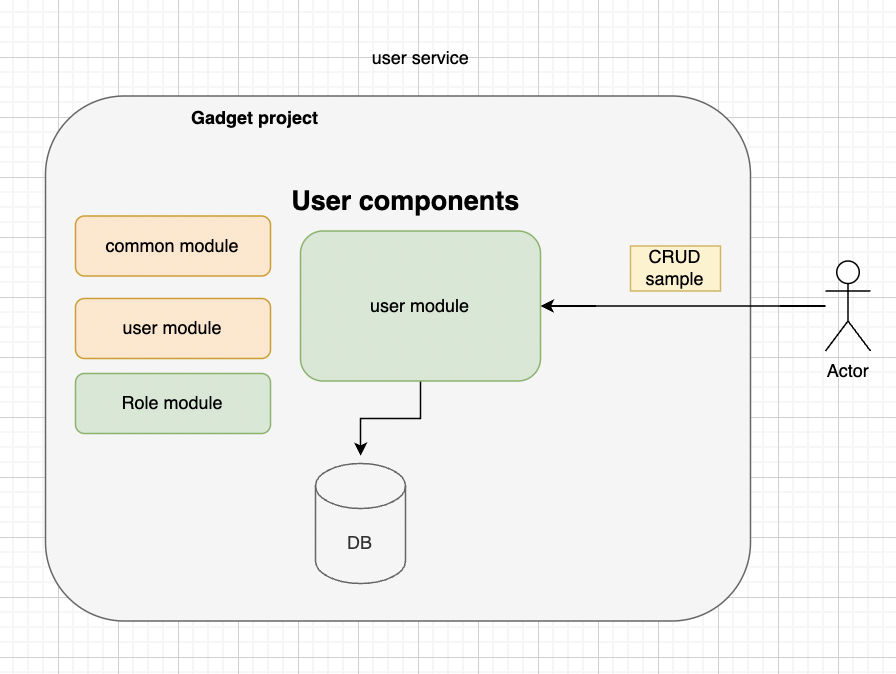 user service
Gadget project
User components
common module
user module
Role module
user module
CRUD
sample
Actor
DB